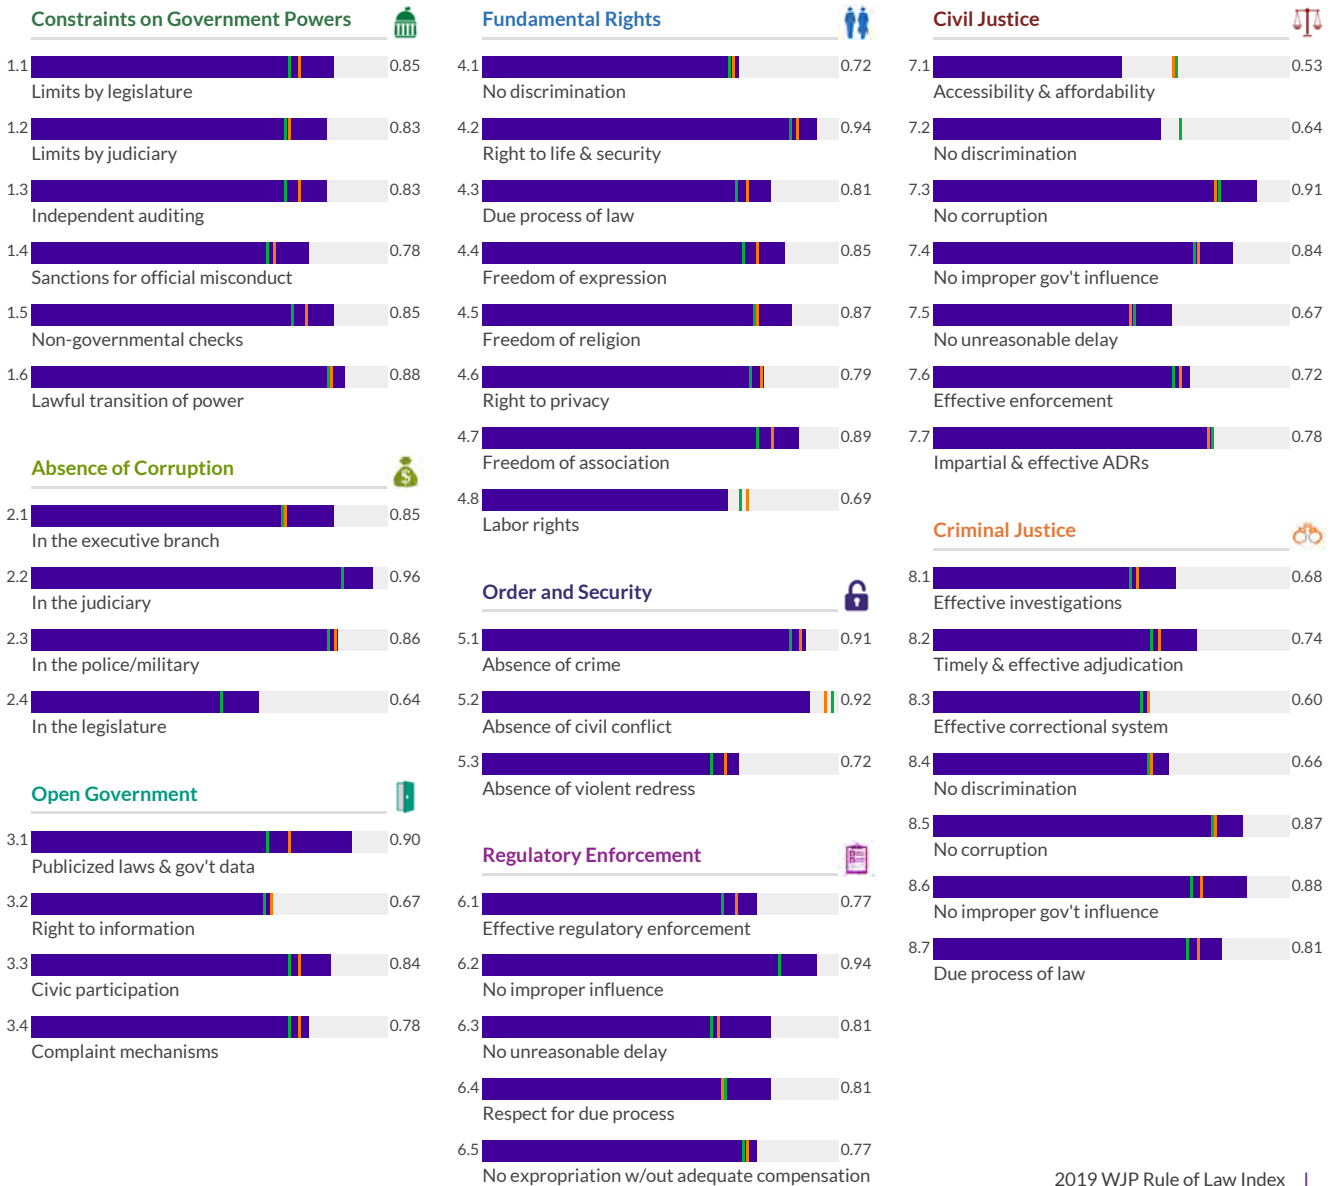 Constraints on Government Powers
1.1 0.85
Limits by legislature
1.2 0.83
Limits by judiciary
1.3 0.83
Independent auditing
1.4 0.78
Sanctions for official misconduct
1.5 0.85
Non-governmental checks
1.6 0.88
Lawful transition of power
Absence of Corruption
2.1 0.85
In the executive branch
2.2 0.96
In the judiciary
2.3 0.86
In the police/military
2.4 0.64
In the legislature
Open Government
3.1 0.90
Publicized laws & gov't data
3.2 0.67
Right to information
3.3 0.84
Civic participation
3.4 0.78
Complaint mechanisms
Fundamental Rights
4.1 0.72
No discrimination
4.2 0.94
Right to life & security
4.3 0.81
Due process of law
4.4 0.85
Freedom of expression
4.5 0.87
Freedom of religion
4.6 0.79
Right to privacy
4.7 0.89
Freedom of association
4.8 0.69
Labor rights
Order and Security
5.1 0.91
Absence of crime
5.2 0.92
Absence of civil conflict
5.3 0.72
Absence of violent redress
Regulatory Enforcement
6.1 0.77
Effective regulatory enforcement
6.2 0.94
No improper influence
6.3 0.81
No unreasonable delay
6.4 0.81
Respect for due process
6.5 0.77
No expropriation w/out adequate compensation
Civil Justice
7.1 0.53
Accessibility & affordability
7.2 0.64
No discrimination
7.3 0.91
No corruption
7.4 0.84
No improper gov't influence
7.5 0.67
No unreasonable delay
7.6 0.72
Effective enforcement
7.7 0.78
Impartial & effective ADRs
Criminal Justice
8.1 0.68
Effective investigations
8.2 0.74
Timely & effective adjudication
8.3 0.60
Effective correctional system
8.4 0.66
No discrimination
8.5 0.87
No corruption
8.6 0.88
No improper gov't influence
8.7 0.81
Due process of law
2019 WJP Rule of Law Index |